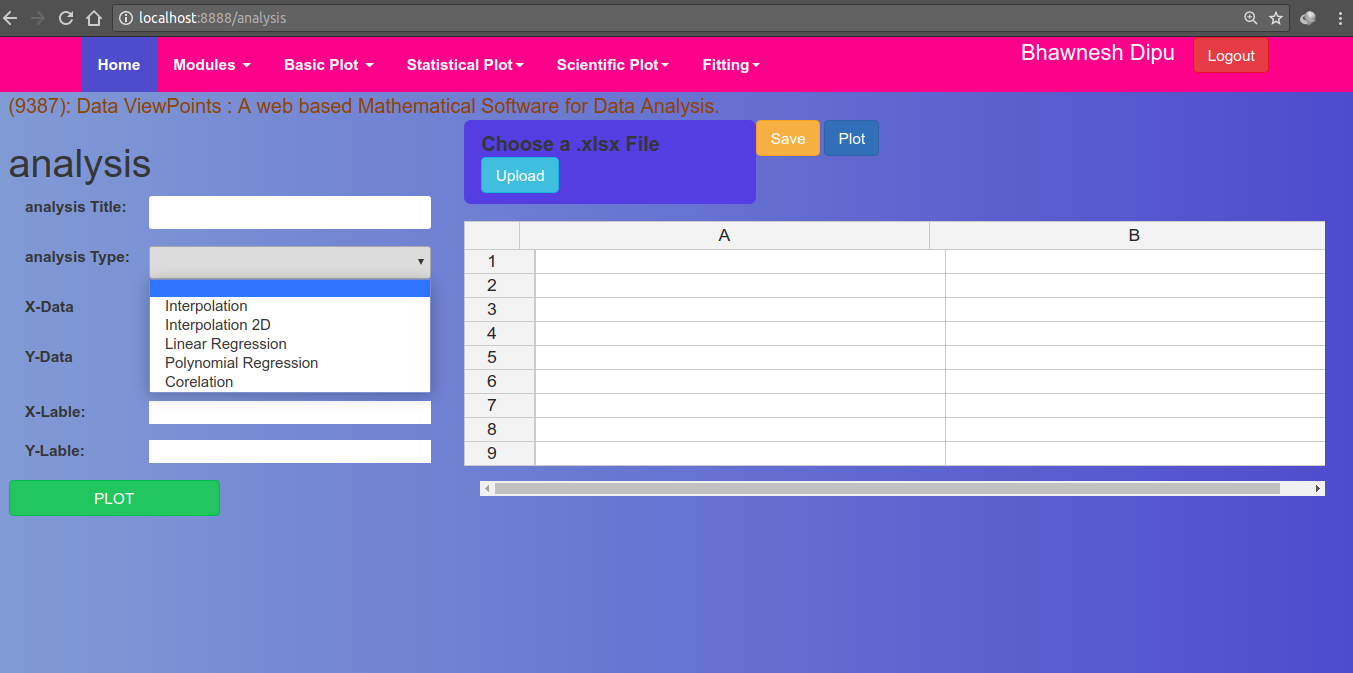 localhost:8888/analysis
Home Modules Basic Plot Statistical Plot Scientific Plot Fitting Bhawnesh Dipu Logout
(9387): Data ViewPoints : A web based Mathematical Software for Data Analysis.
Choose a .xlsx File
Upload
Save Plot
analysis
analysis Title:
analysis Type:
Interpolation
Interpolation 2D
Linear Regression
Polynomial Regression
Corelation
X-Data
Y-Data
X-Lable:
Y-Lable:
PLOT
A B
1
2
3
4
5
6
7
8
9